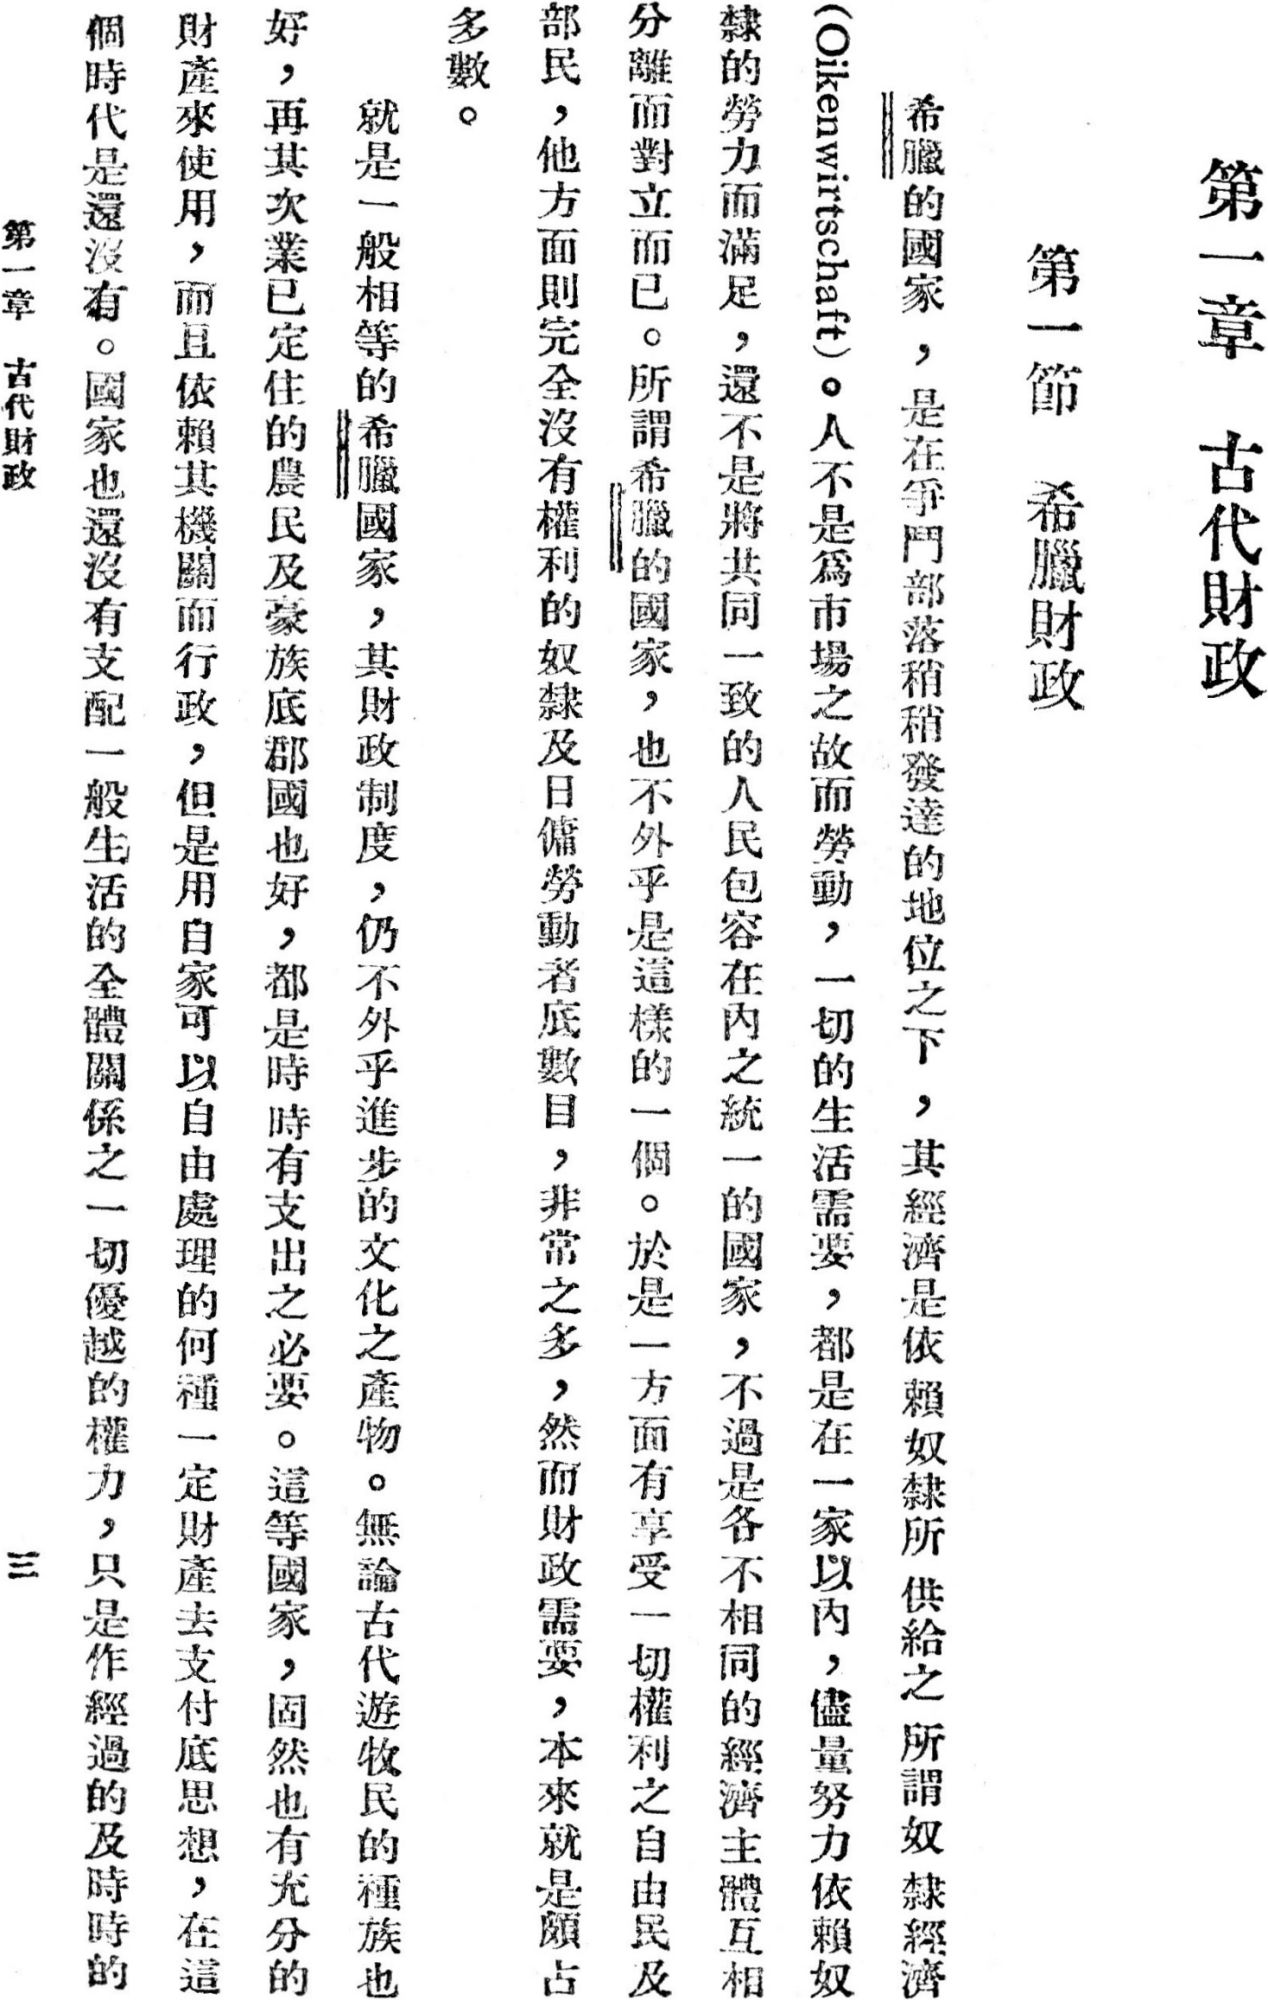 第一章　古代財政
第一節　希臘財政
希臘的國家，是在爭鬥部落稍稍發達的地位之下，其經濟是依賴奴隸所供給之所謂奴隸經濟
(Oikenwirtschaft)。人不是爲市場之故而勞動，一切的生活需要，都是在一家以內，儘量努力依賴奴
隸的勞力而滿足，還不是將共同一致的人民包容在內之統一的國家，不過是各不相同的經濟主體互相
分離而對立而已。所謂希臘的國家，也不外乎是這樣的一個。於是一方面有享受一切權利之自由民及
部民，他方面則完全沒有權利的奴隸及日傭勞動者底數目，非常之多，然而財政需要，本來就是頗占
多數。
就是一般相等的希臘國家，其財政制度，仍不外乎進步的文化之產物。無論古代遊牧民的種族也
好，再其次業已定住的農民及豪族底郡國也好，都是時時有支出之必要。這等國家，固然也有充分的
財產來使用，而且依賴其機關而行政，但是用自家可以自由處理的何種一定財產去支付底思想，在這
個時代是還沒有。國家也還沒有支配一般生活的全體關係之一切優越的權力，只是作經過的及時時的
第一章　古代財政　三